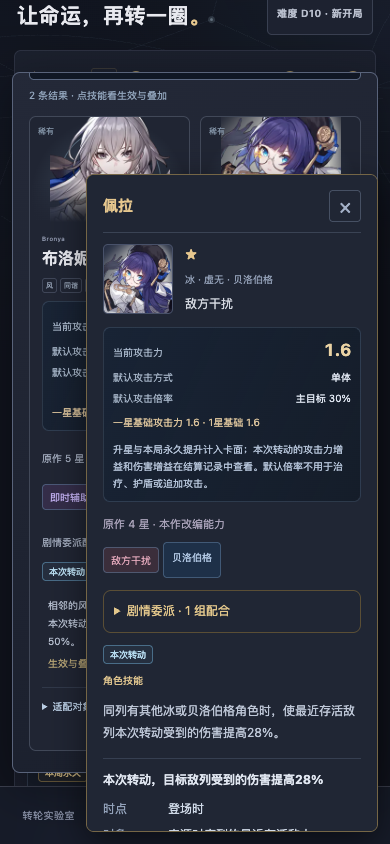 让命运，再转一圈。
难度 D10 · 新开局
2 条结果 · 点技能看生效与叠加
稀有
稀有
Bronya
布洛妮
风
同谐
当前攻击
默认攻击
默认攻
一星基础
原作 5 星
即时辅助
剧情委派
本次转动
相邻的风
本次转动
50%。
生效与叠
▶ 适配对象
佩拉
×
★
冰 · 虚无 · 贝洛伯格
敌方干扰
当前攻击力 1.6
默认攻击方式 单体
默认攻击倍率 主目标 30%
一星基础攻击力 1.6 · 1星基础 1.6
升星与本局永久提升计入卡面；本次转动的攻击力增
益和伤害增益在结算记录中查看。默认倍率不用于治
疗、护盾或追加攻击。
原作 4 星 · 本作改编能力
敌方干扰
贝洛伯格
▶ 剧情委派 · 1 组配合
本次转动
角色技能
同列有其他冰或贝洛伯格角色时，使最近存活敌
列本次转动受到的伤害提高28%。
本次转动，目标敌列受到的伤害提高28%
时点 登场时
转轮实验室